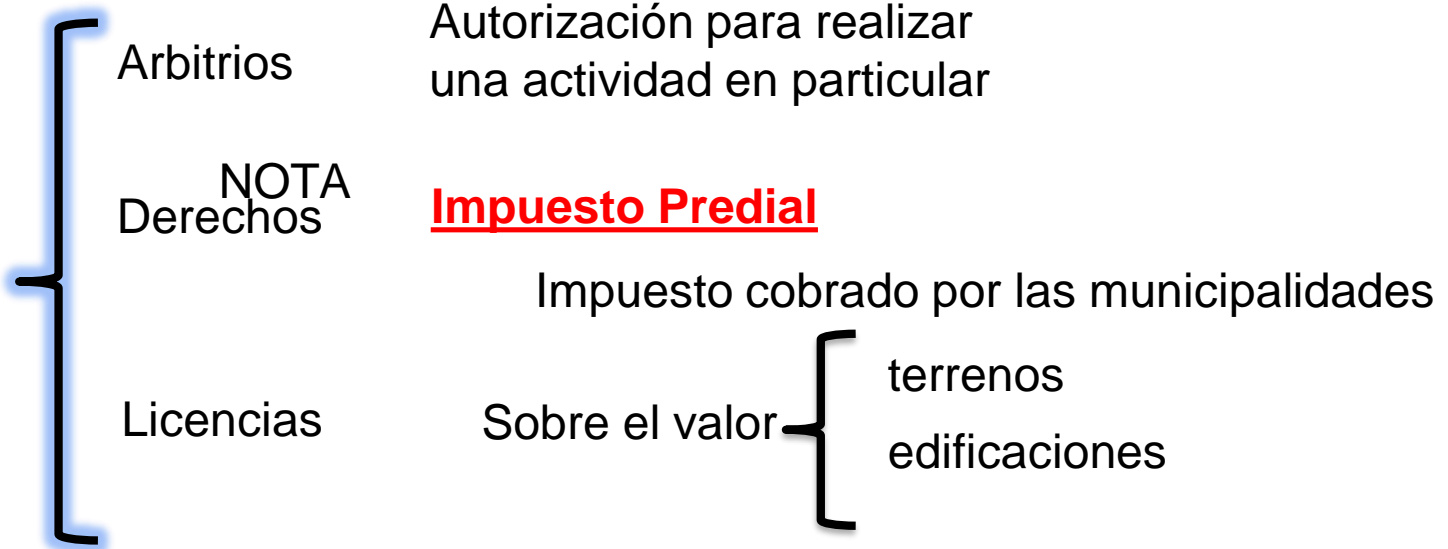 Arbitrios
Autorización para realizar
una actividad en particular
NOTA
Derechos
Impuesto Predial
Impuesto cobrado por las municipalidades
Licencias
Sobre el valor
terrenos
edificaciones